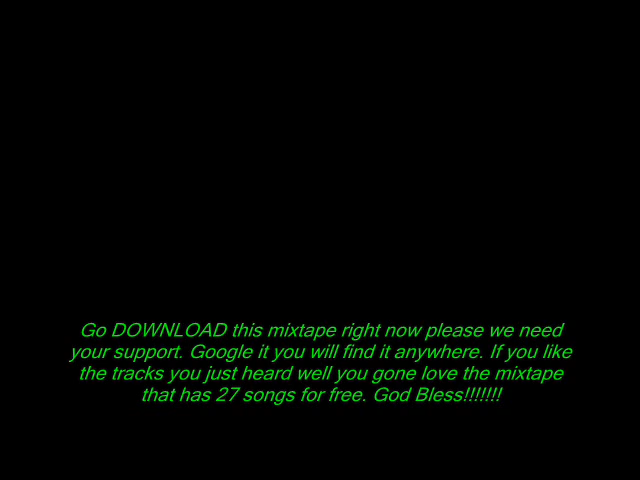 Go DOWNLOAD this mixtape right now please we need
your support. Google it you will find it anywhere. If you like
the tracks you just heard well you gone love the mixtape
that has 27 songs for free. God Bless!!!!!!!